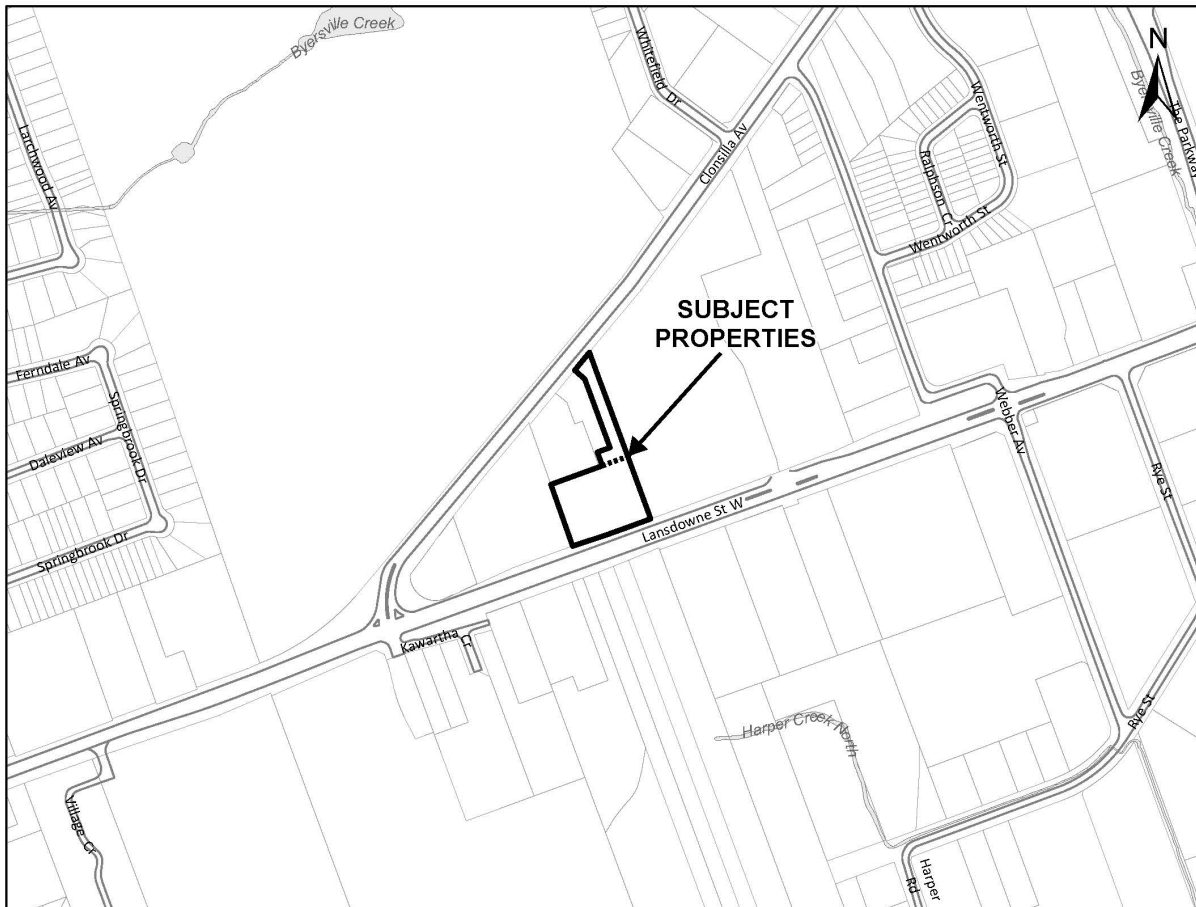 Byersville Creek
Whitefield Dr
N
Larchwood Av
Clonsilla Av
Wentworth St
Ralphson Cr
Byersville Creek
The Parkway
Wentworth St
SUBJECT
PROPERTIES
Ferndale Av
Springbrook Dr
Daleview Av
Webber Av
Rye St
Lansdowne St W
Springbrook Dr
Kawartha
Cr
Harper Creek North
Rye St
Village Cr
Harper
Rd